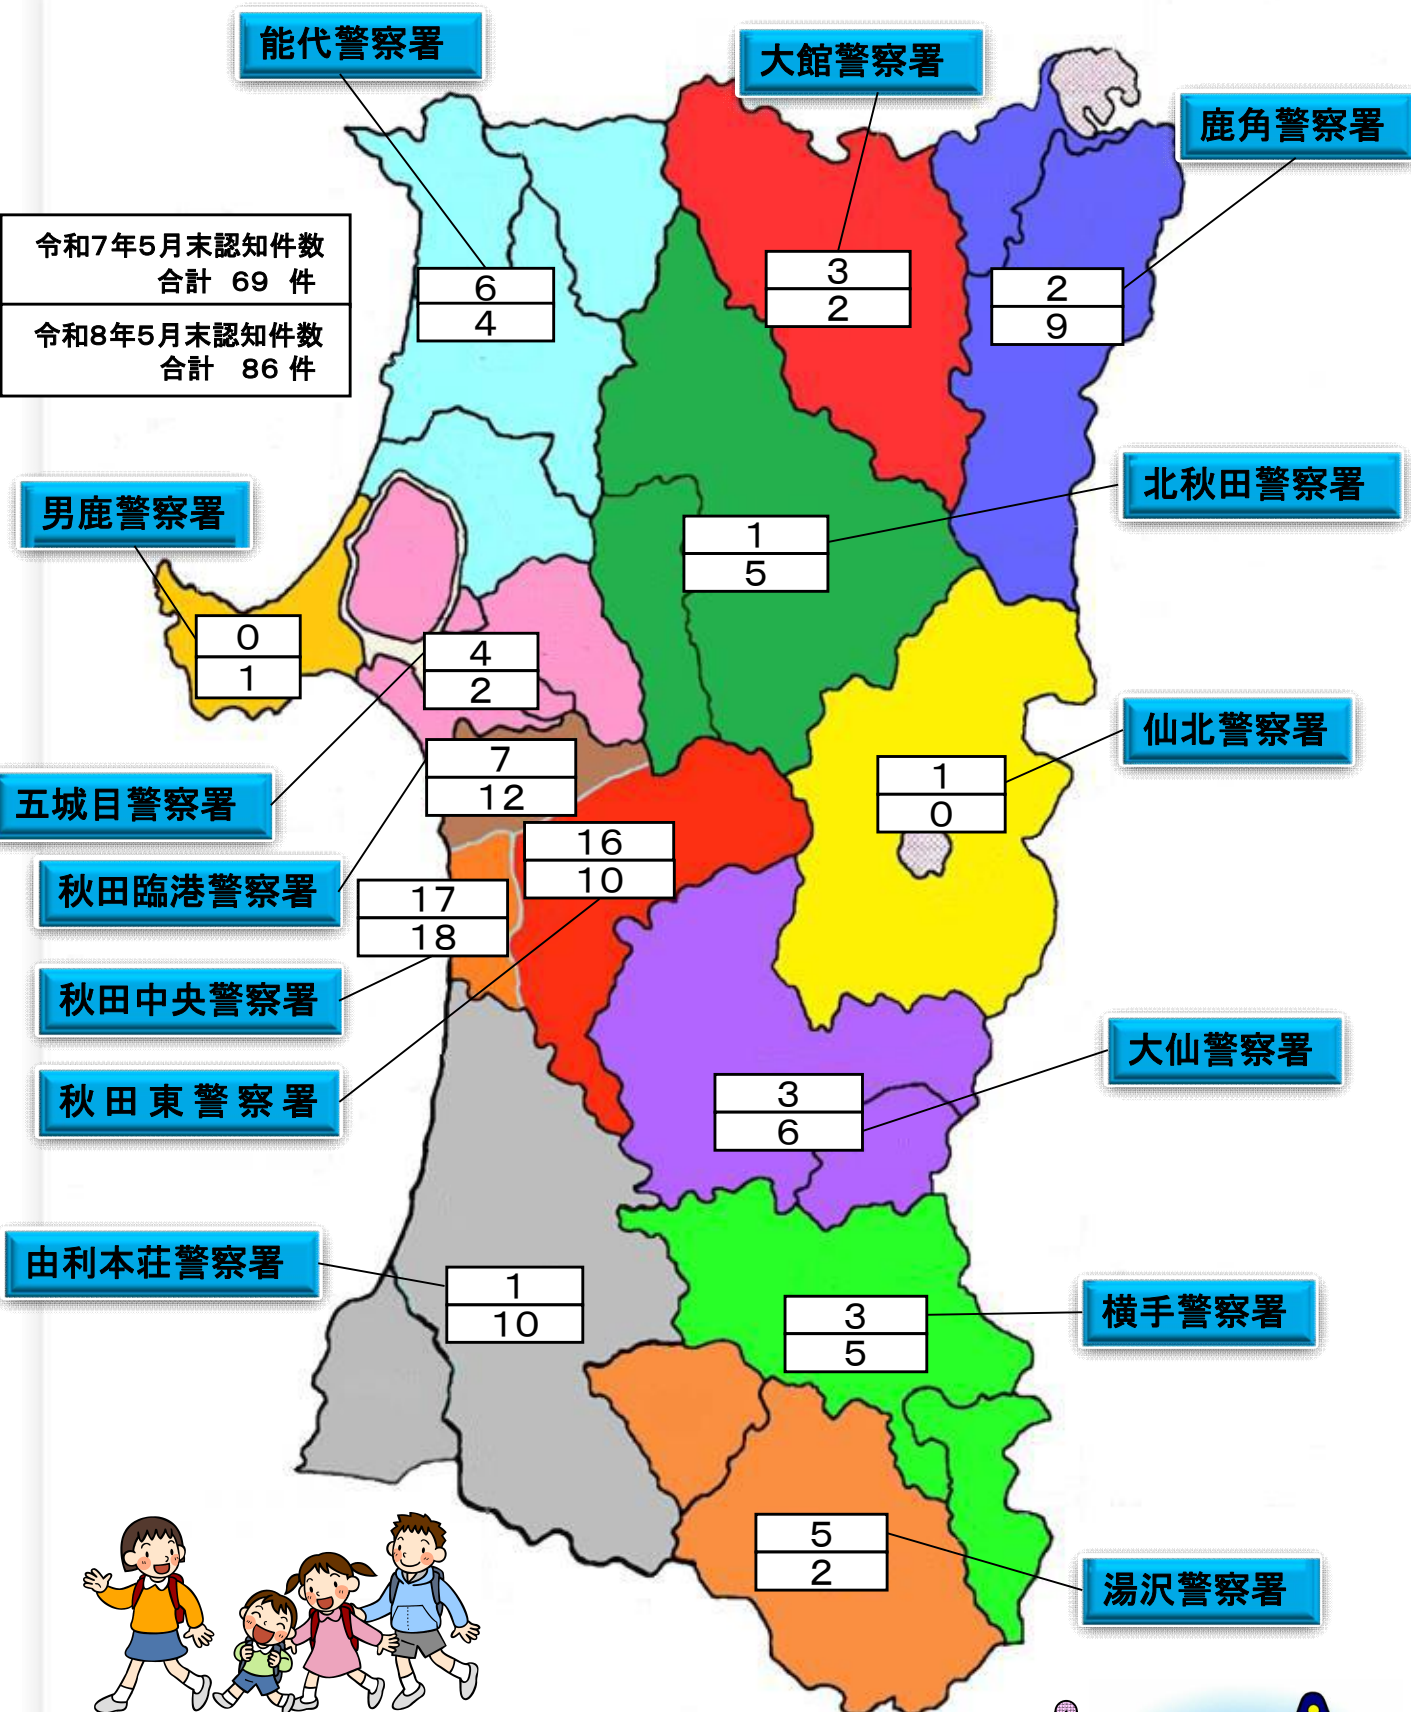 能代警察署
大館警察署
鹿角警察署
令和7年5月末認知件数
合計 69 件
令和8年5月末認知件数
合計 86 件
6
4
3
2
2
9
男鹿警察署
北秋田警察署
1
5
0
1
4
2
仙北警察署
五城目警察署
7
12
1
0
秋田臨港警察署
16
10
17
18
秋田中央警察署
秋田東警察署
大仙警察署
3
6
由利本荘警察署
1
10
横手警察署
3
5
5
2
湯沢警察署